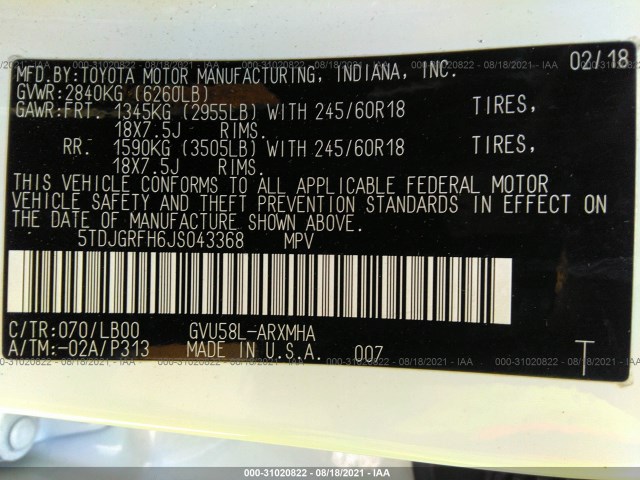 02/18
MFD.BY:TOYOTA MOTOR MANUFACTURING, INDIANA, INC.
GVWR:2840KG (6260LB)
GAWR:FRT. 1345KG (2955LB) WITH 245/60R18 TIRES,
18X7.5J RIMS.
RR. 1590KG (3505LB) WITH 245/60R18 TIRES,
18X7.5J RIMS.
THIS VEHICLE CONFORMS TO ALL APPLICABLE FEDERAL MOTOR
VEHICLE SAFETY AND THEFT PREVENTION STANDARDS IN EFFECT ON
THE DATE OF MANUFACTURE SHOWN ABOVE.
5TDJGRFH6JS043368 MPV
C/TR:070/LB00 GVU58L-ARXMHA
A/TM:-02A/P313 MADE IN U.S.A. 007 T
000-31020822 - 08/18/2021 - IAA